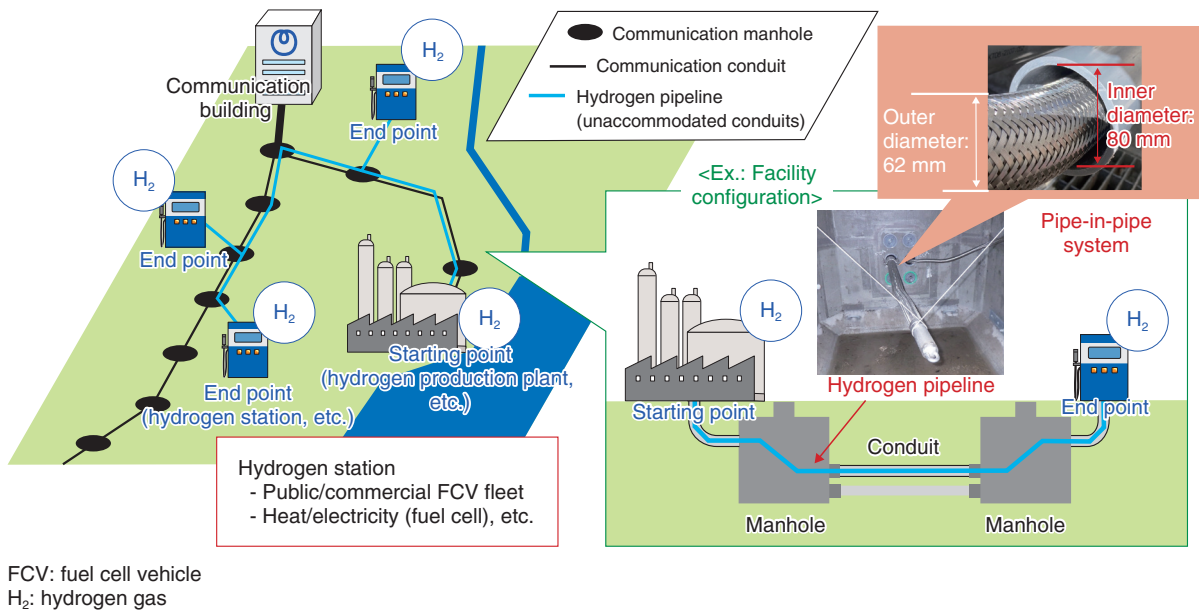 H₂
Communication
building
End point
H₂
End point
H₂
End point
(hydrogen station, etc.)
H₂
Starting point
(hydrogen production plant,
etc.)
Communication manhole
Communication conduit
Hydrogen pipeline
(unaccommodated conduits)
Hydrogen station
- Public/commercial FCV fleet
- Heat/electricity (fuel cell), etc.
<Ex.: Facility
configuration>
Outer
diameter:
62 mm
Inner
diameter:
80 mm
Pipe-in-pipe
system
H₂
H₂
Hydrogen pipeline
Starting point
End point
Conduit
Manhole
Manhole
FCV: fuel cell vehicle
H₂: hydrogen gas